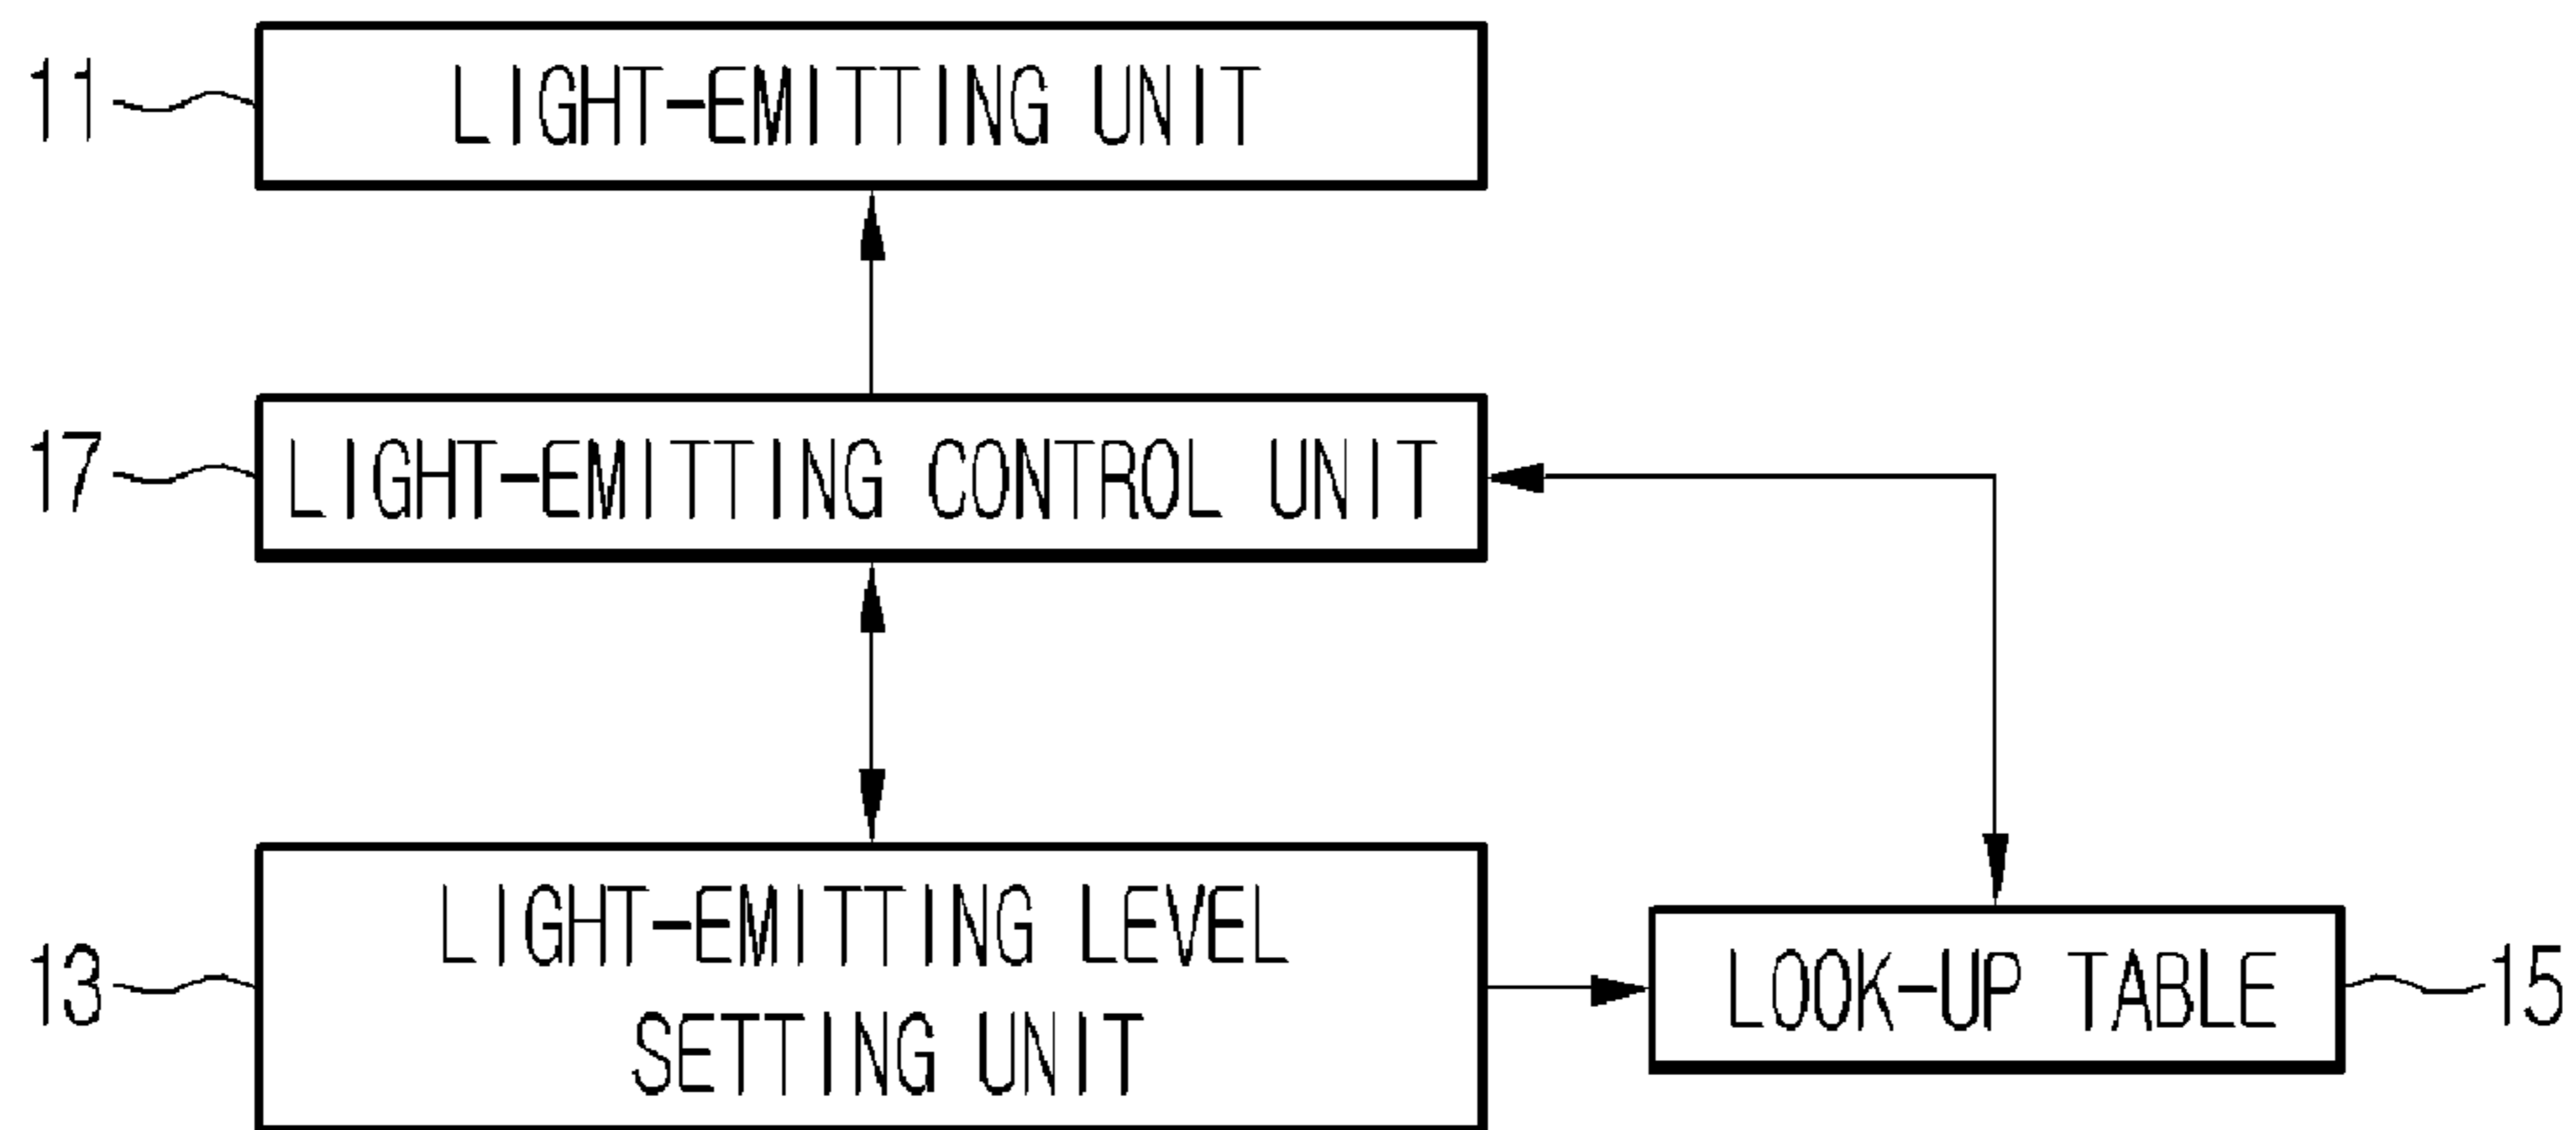 11
LIGHT-EMITTING UNIT
17
LIGHT-EMITTING CONTROL UNIT
13
LIGHT-EMITTING LEVEL
SETTING UNIT
LOOK-UP TABLE
15